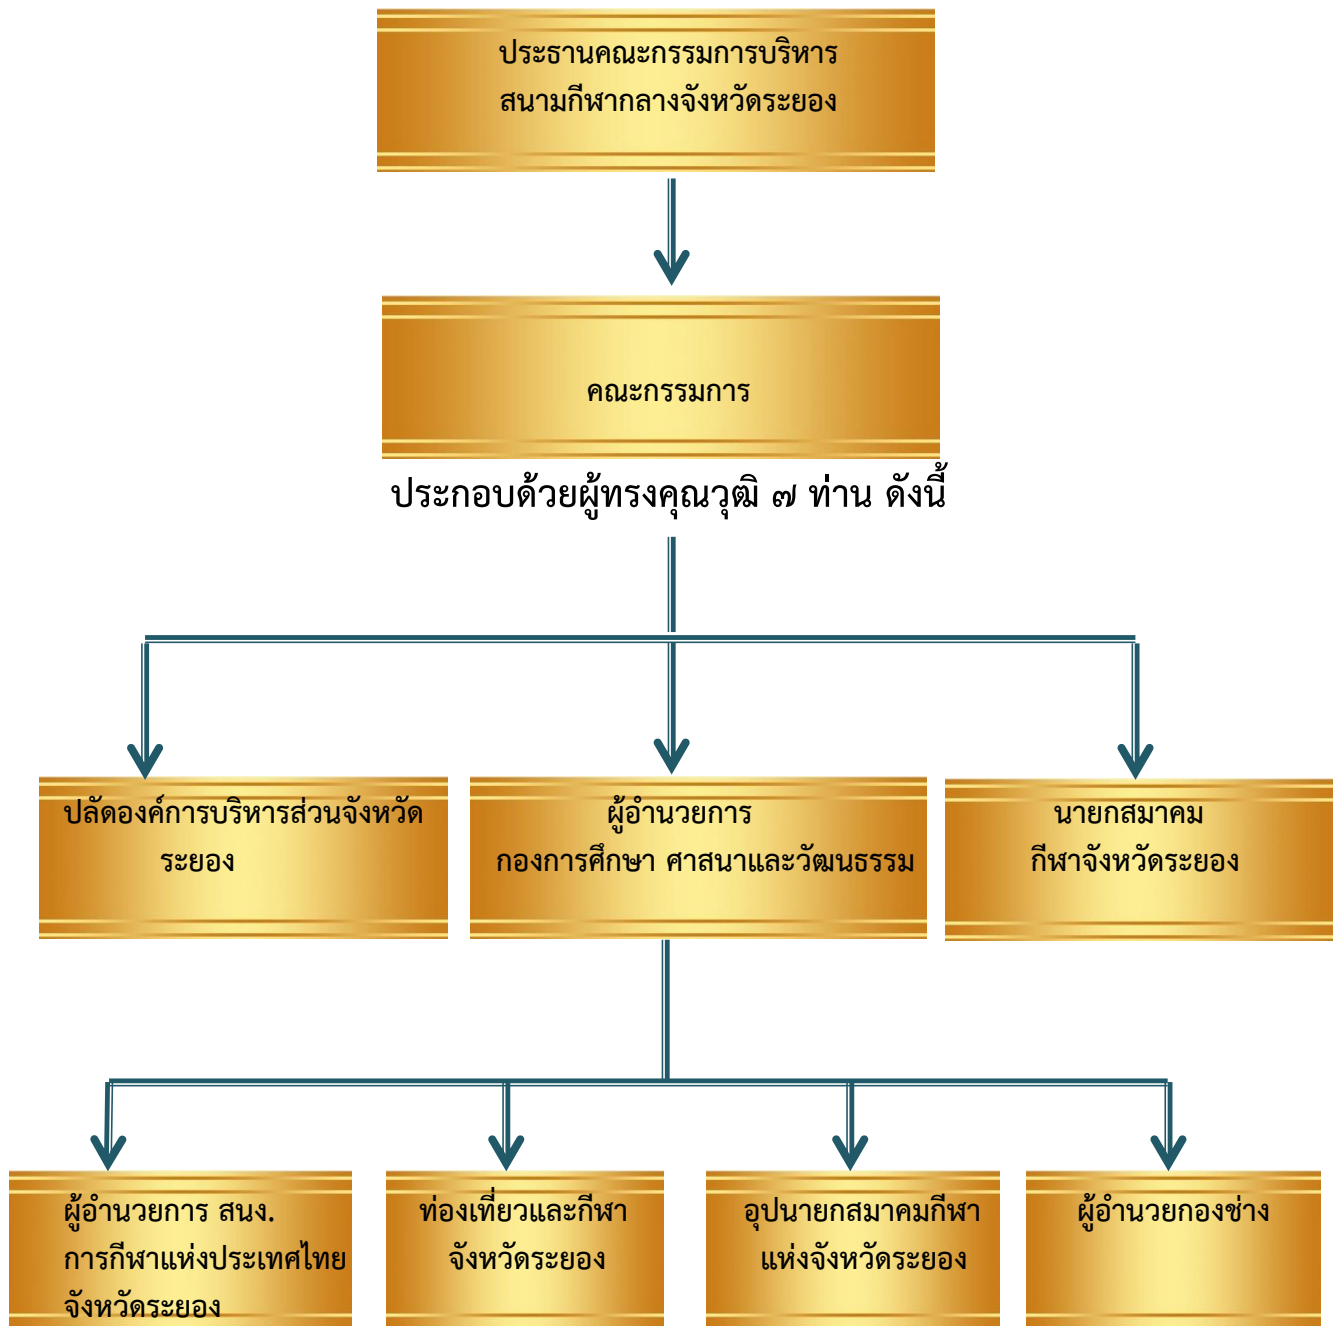 ประธานคณะกรรมการบริหาร
สนามกีฬากลางจังหวัดระยอง
คณะกรรมการ
ประกอบด้วยผู้ทรงคุณวุฒิ ๗ ท่าน ดังนี้
ปลัดองค์การบริหารส่วนจังหวัด
ระยอง
ผู้อำนวยการ
กองการศึกษา ศาสนาและวัฒนธรรม
นายกสมาคม
กีฬาจังหวัดระยอง
ผู้อำนวยการ สนง.
การกีฬาแห่งประเทศไทย
จังหวัดระยอง
ท่องเที่ยวและกีฬา
จังหวัดระยอง
อุปนายกสมาคมกีฬา
แห่งจังหวัดระยอง
ผู้อำนวยกองช่าง